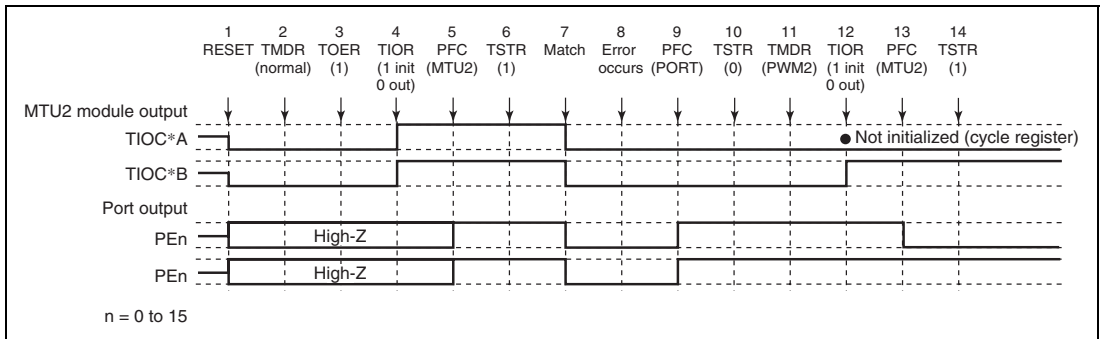 1 2 3 4 5 6 7 8 9 10 11 12 13 14
RESET TMDR TOER TIOR PFC TSTR Match Error PFC TSTR TMDR TIOR PFC TSTR
(normal) (1) (1 init (MTU2) (1) occurs (PORT) (0) (PWM2) (1 init (MTU2) (1)
0 out) 0 out)
MTU2 module output
TIOC*A ● Not initialized (cycle register)
TIOC*B
Port output
PEn High-Z
PEn High-Z
n = 0 to 15